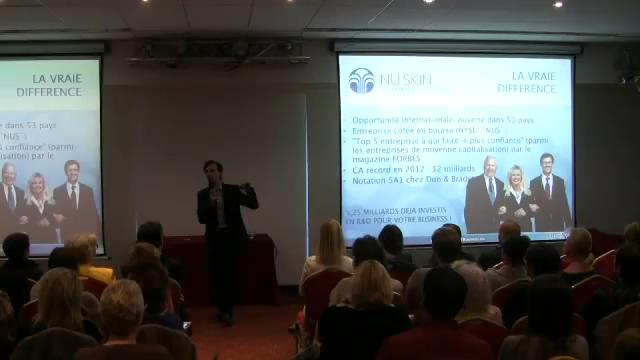 LA VRAIE
DIFFERENCE
dans 53 pays
NUS
confiance" (parmi
par le
NU SKIN
LA VRAIE
DIFFERENCE
Opportunité internationale, ouverte dans 53 pays
Entreprise cotée en bourse (NYSE: NUS )
"Top 5 entreprise à qui faire le plus confiance" (parmi
les entreprises de moyenne capitalisation) par le
magazine FORBES
CA record en 2012 : $2 milliards
Notation 5A1 chez Dun & Brad
1,25 MILLIARDS DEJA INVESTIS
EN R&D POUR VOTRE BUSINESS !